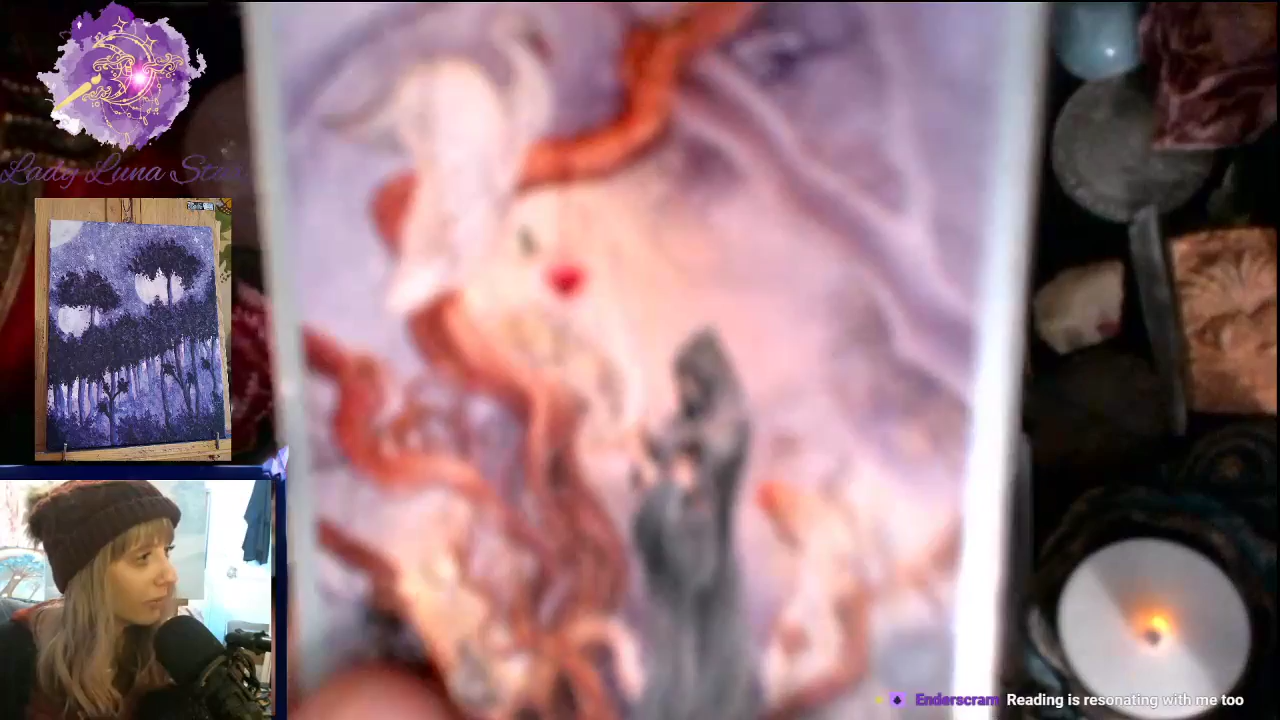 Lady Luna Star
Enderscram Reading is resonating with me too